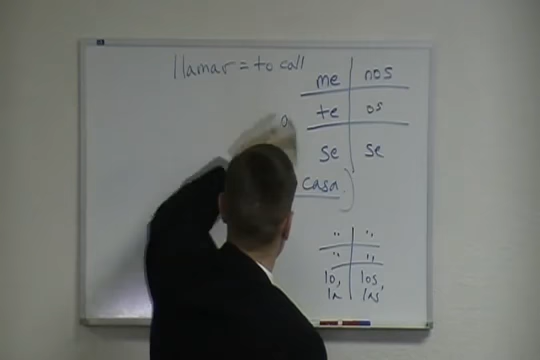 llamar = to call
me nos
te os
se se
casa.)
" "
" "
lo, los,
la las